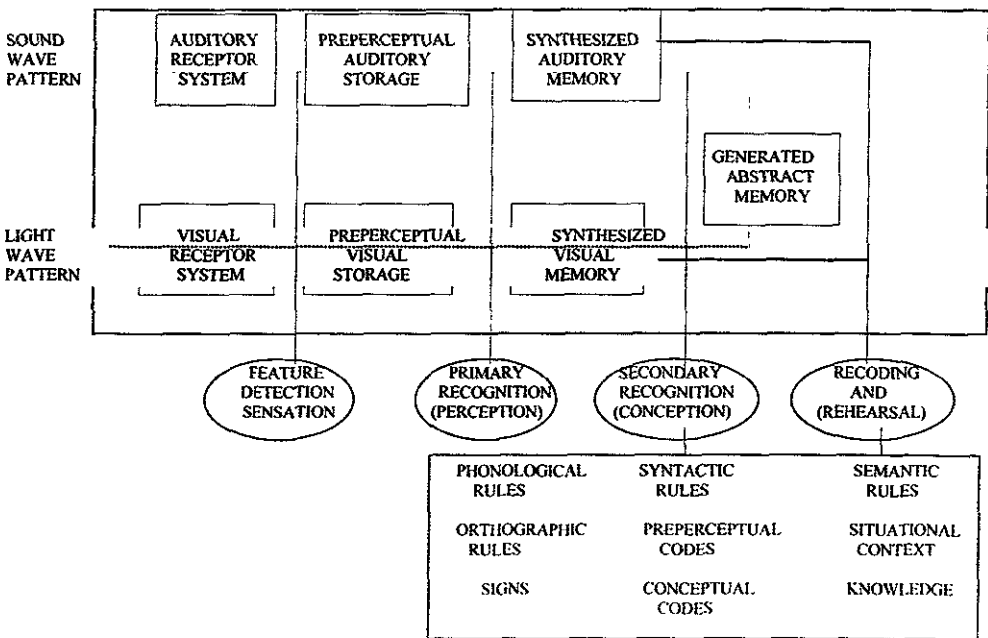 SOUND
WAVE
PATTERN
AUDITORY
RECEPTOR
SYSTEM
PREPERCEPTUAL
AUDITORY
STORAGE
SYNTHESIZED
AUDITORY
MEMORY
GENERATED
ABSTRACT
MEMORY
LIGHT
WAVE
PATTERN
VISUAL
RECEPTOR
SYSTEM
PREPERCEPTUAL
VISUAL
STORAGE
SYNTHESIZED
VISUAL
MEMORY
FEATURE
DETECTION
SENSATION
PRIMARY
RECOGNITION
(PERCEPTION)
SECONDARY
RECOGNITION
(CONCEPTION)
RECODING
AND
(REHEARSAL)
PHONOLOGICAL
RULES
SYNTACTIC
RULES
SEMANTIC
RULES
ORTHOGRAPHIC
RULES
PREPERCEPTUAL
CODES
SITUATIONAL
CONTEXT
SIGNS
CONCEPTUAL
CODES
KNOWLEDGE